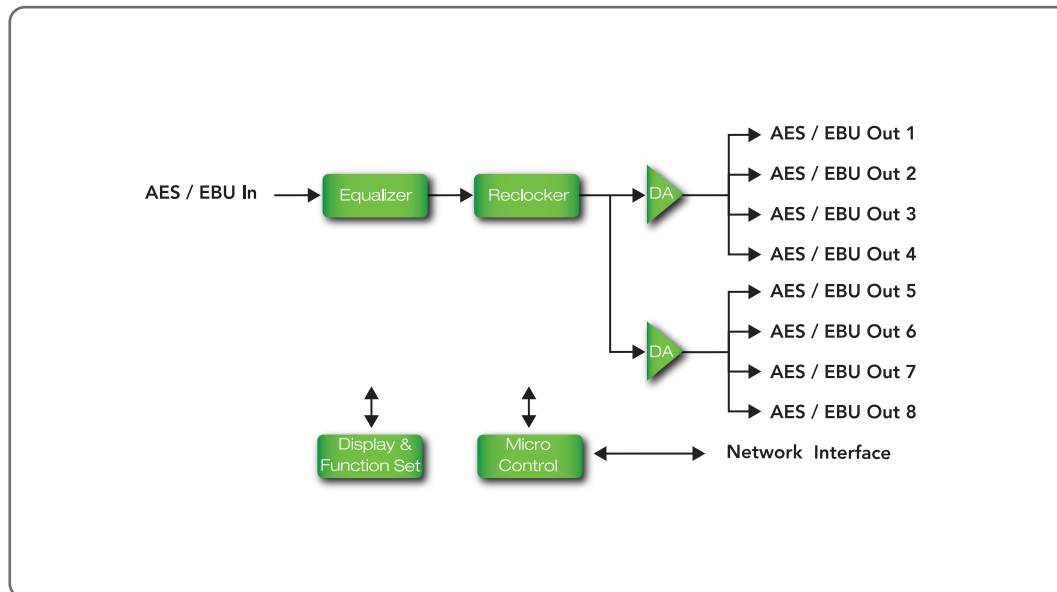 AES / EBU In
Equalizer
Reclocker
DA
AES / EBU Out 1
AES / EBU Out 2
AES / EBU Out 3
AES / EBU Out 4
DA
AES / EBU Out 5
AES / EBU Out 6
AES / EBU Out 7
AES / EBU Out 8
Display &
Function Set
Micro
Control
Network Interface